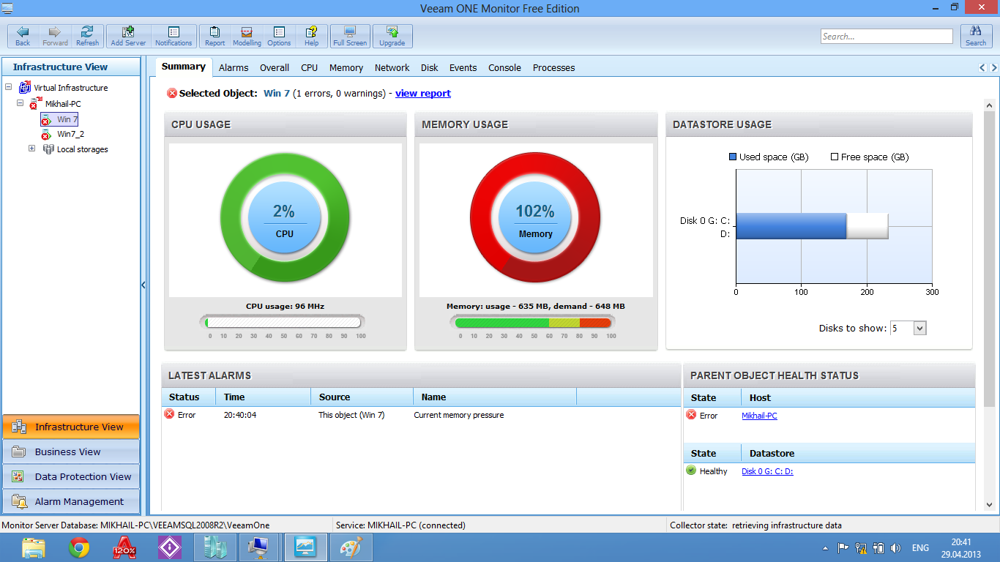 Veeam ONE Monitor Free Edition
Back Forward Refresh Add Server Notifications Report Modelling Options Help Full Screen Upgrade Search... Search
Infrastructure View
Virtual Infrastructure
Mikhail-PC
Win 7
Win7_2
Local storages
Infrastructure View
Business View
Data Protection View
Alarm Management
Summary Alarms Overall CPU Memory Network Disk Events Console Processes
Selected Object: Win 7 (1 errors, 0 warnings) - view report
CPU USAGE
2%
CPU
CPU usage: 96 MHz
0 10 20 30 40 50 60 70 80 90 100
MEMORY USAGE
102%
Memory
Memory: usage - 635 MB, demand - 648 MB
0 10 20 30 40 50 60 70 80 90 100
DATASTORE USAGE
Used space (GB) Free space (GB)
Disk 0 G: C:
D:
0 100 200 300
Disks to show: 5
LATEST ALARMS
Status Time Source Name
Error 20:40:04 This object (Win 7) Current memory pressure
PARENT OBJECT HEALTH STATUS
State Host
Error Mikhail-PC
State Datastore
Healthy Disk 0 G: C: D:
Monitor Server Database: MIKHAIL-PC\VEEAMSQL2008R2\VeeamOne Service: MIKHAIL-PC (connected) Collector state: retrieving infrastructure data
120%
ENG
20:41
29.04.2013